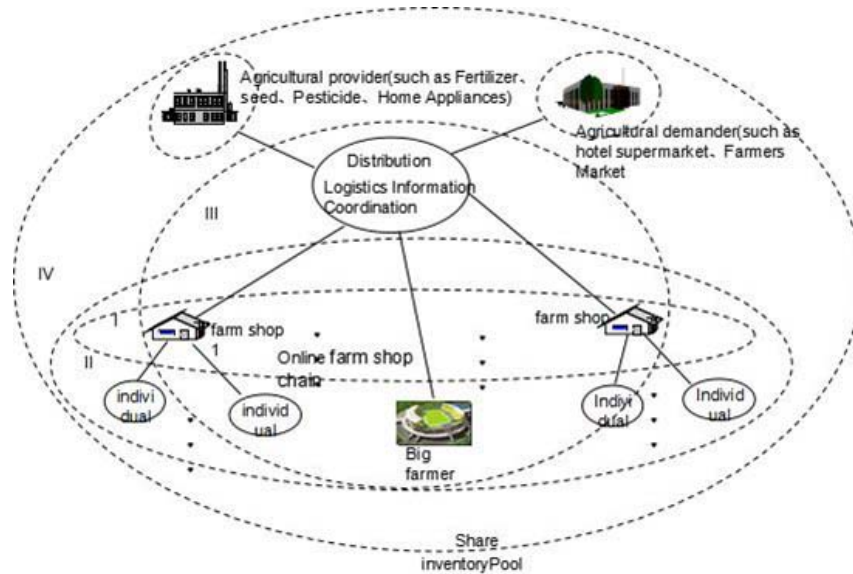 Agricultural provider(such as Fertilizer、
seed、Pesticide、Home Appliances)
Agricultural demander(such as
hotel supermarket、Farmers
Market
Distribution
Logistics Information
Coordination
III
IV
I
II
farm shop
1
farm shop
Online farm shop
chain
indivi
dual
individ
ual
Indivi
dual
Individ
ual
Big
farmer
Share
inventoryPool